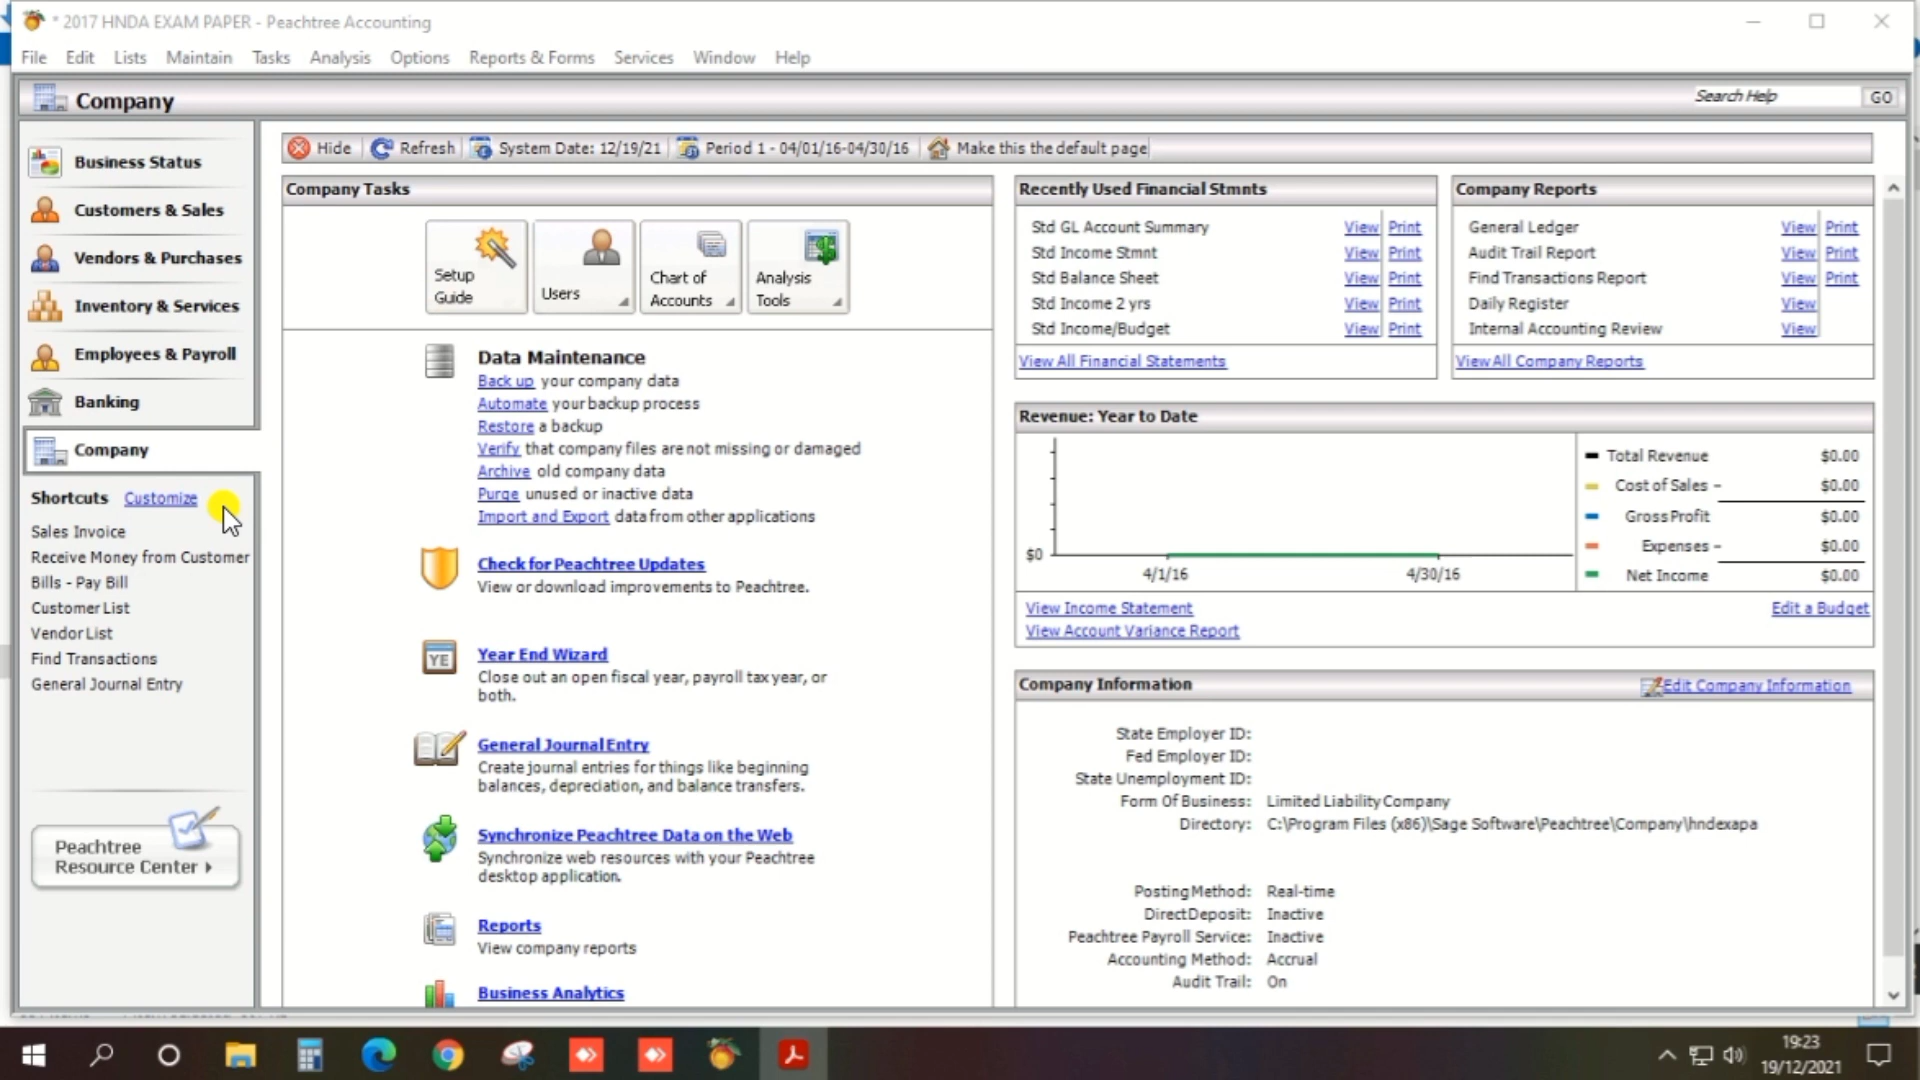 * 2017 HNDA EXAM PAPER - Peachtree Accounting
File Edit Lists Maintain Tasks Analysis Options Reports & Forms Services Window Help
Company
Search Help GO
Business Status
Customers & Sales
Vendors & Purchases
Inventory & Services
Employees & Payroll
Banking
Company
Shortcuts Customize
Sales Invoice
Receive Money from Customer
Bills - Pay Bill
Customer List
Vendor List
Find Transactions
General Journal Entry
Peachtree
Resource Center
Hide Refresh System Date: 12/19/21 Period 1 - 04/01/16-04/30/16 Make this the default page
Company Tasks
Setup
Guide
Users
Chart of
Accounts
Analysis
Tools
Data Maintenance
Back up your company data
Automate your backup process
Restore a backup
Verify that company files are not missing or damaged
Archive old company data
Purge unused or inactive data
Import and Export data from other applications
Check for Peachtree Updates
View or download improvements to Peachtree.
YE
Year End Wizard
Close out an open fiscal year, payroll tax year, or
both.
General Journal Entry
Create journal entries for things like beginning
balances, depreciation, and balance transfers.
Synchronize Peachtree Data on the Web
Synchronize web resources with your Peachtree
desktop application.
Reports
View company reports
Business Analytics
Recently Used Financial Stmnts
Std GL Account Summary View Print
Std Income Stmnt View Print
Std Balance Sheet View Print
Std Income 2 yrs View Print
Std Income/Budget View Print
View All Financial Statements
Company Reports
General Ledger View Print
Audit Trail Report View Print
Find Transactions Report View Print
Daily Register View
Internal Accounting Review View
View All Company Reports
Revenue: Year to Date
$0
4/1/16 4/30/16
Total Revenue $0.00
Cost of Sales - $0.00
Gross Profit $0.00
Expenses - $0.00
Net Income $0.00
View Income Statement Edit a Budget
View Account Variance Report
Company Information Edit Company Information
State Employer ID:
Fed Employer ID:
State Unemployment ID:
Form Of Business: Limited Liability Company
Directory: C:\Program Files (x86)\Sage Software\Peachtree\Company\hndexapa
Posting Method: Real-time
Direct Deposit: Inactive
Peachtree Payroll Service: Inactive
Accounting Method: Accrual
Audit Trail: On
19:23
19/12/2021